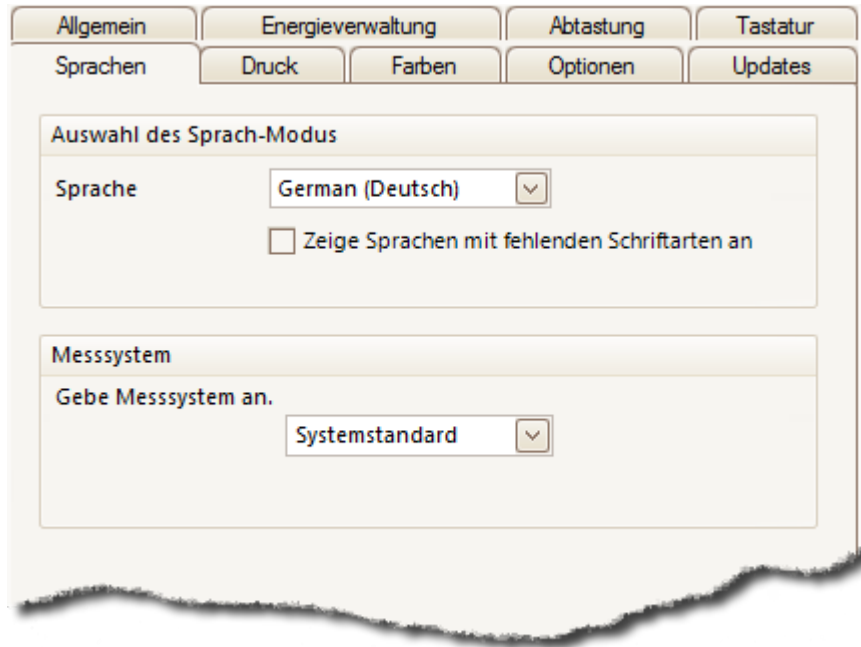 Allgemein Energieverwaltung Abtastung Tastatur
Sprachen Druck Farben Optionen Updates
Auswahl des Sprach-Modus
Sprache German (Deutsch)
Zeige Sprachen mit fehlenden Schriftarten an
Messsystem
Gebe Messsystem an.
Systemstandard